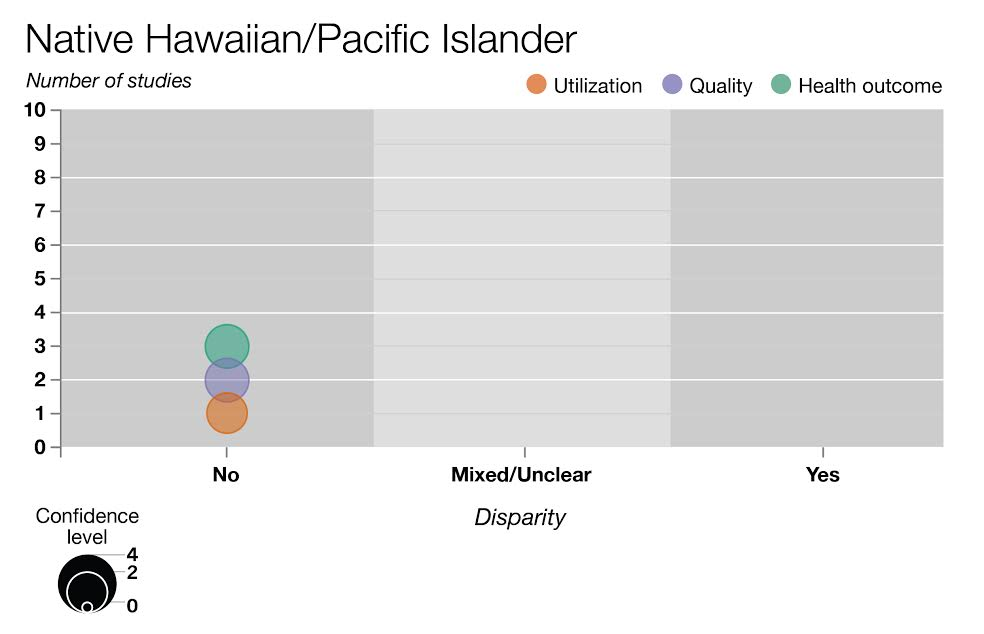 Native Hawaiian/Pacific Islander
Number of studies
Utilization Quality Health outcome
10
9
8
7
6
5
4
3
2
1
0
No Mixed/Unclear Yes
Disparity
Confidence
level
4
2
0